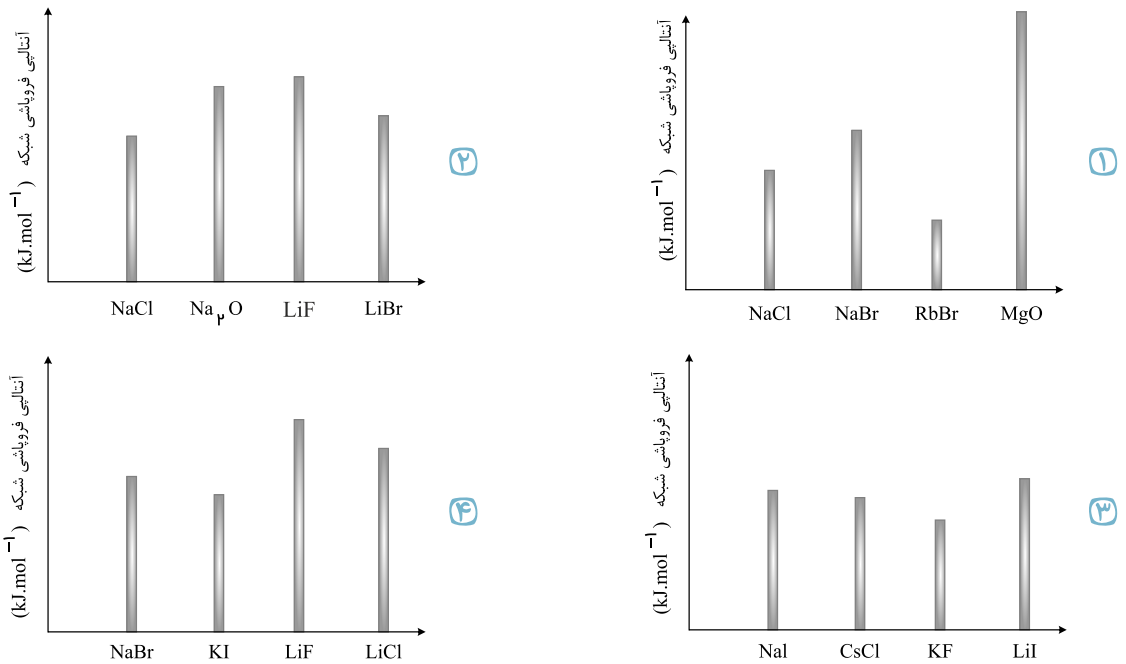 آنتالپی فروپاشی شبکه (kJ.mol⁻¹)
NaCl NaBr RbBr MgO
۱
آنتالپی فروپاشی شبکه (kJ.mol⁻¹)
NaCl Na₂O LiF LiBr
۲
آنتالپی فروپاشی شبکه (kJ.mol⁻¹)
NaI CsCl KF LiI
۳
آنتالپی فروپاشی شبکه (kJ.mol⁻¹)
NaBr KI LiF LiCl
۴